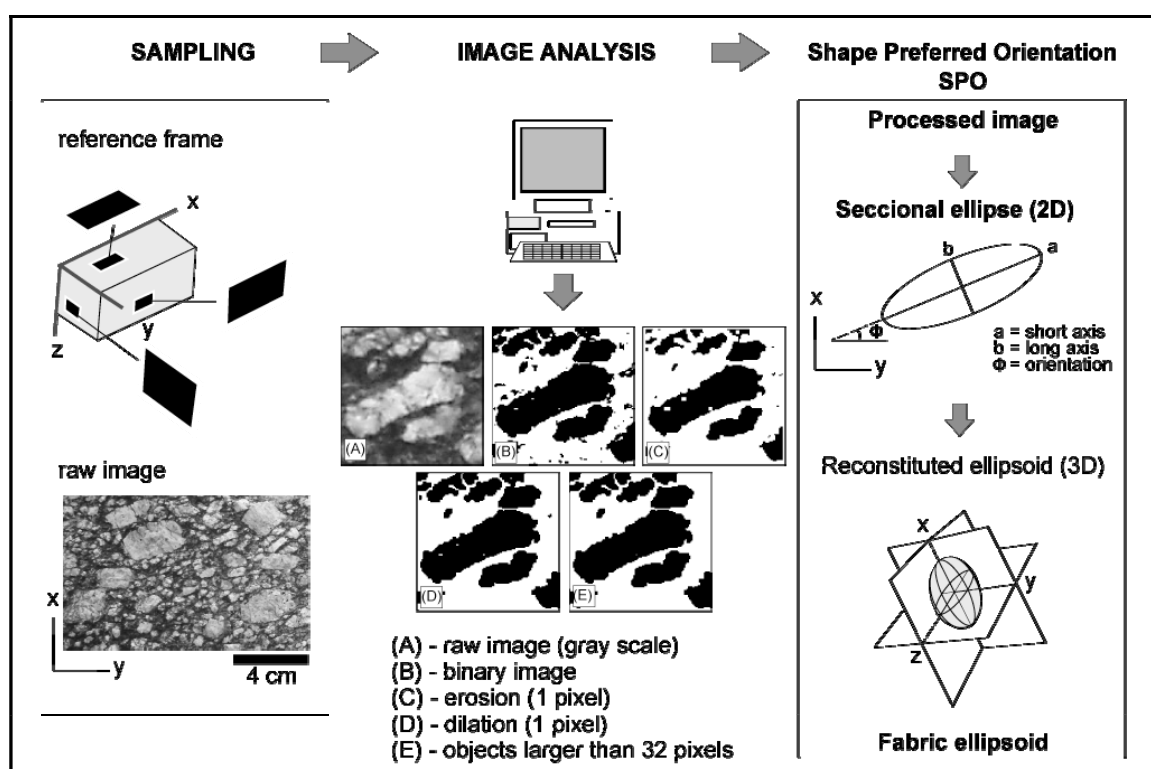 SAMPLING
IMAGE ANALYSIS
Shape Preferred Orientation
SPO
reference frame
x
y
z
raw image
x
y
4 cm
(A)
(B)
(C)
(D)
(E)
(A) - raw image (gray scale)
(B) - binary image
(C) - erosion (1 pixel)
(D) - dilation (1 pixel)
(E) - objects larger than 32 pixels
Processed image
Seccional ellipse (2D)
b
a
x
Φ
y
a = short axis
b = long axis
Φ = orientation
Reconstituted ellipsoid (3D)
x
y
z
Fabric ellipsoid